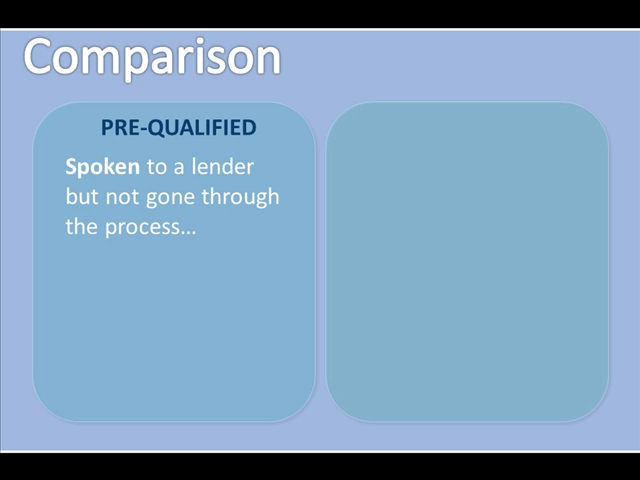 Comparison
PRE-QUALIFIED
Spoken to a lender
but not gone through
the process...